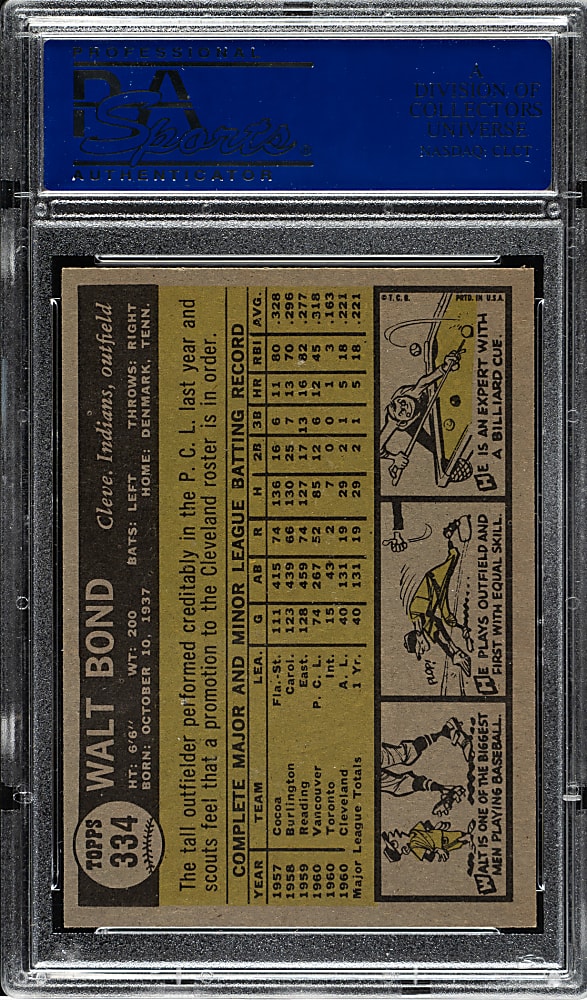 PROFESSIONAL
PSA
Sports
AUTHENTICATOR
A
DIVISION OF
COLLECTORS
UNIVERSE
NASDAQ: CLCT
TOPPS
334
WALT BOND Cleve. Indians, outfield
HT: 6'6" WT: 200 BATS: LEFT THROWS: RIGHT
BORN: OCTOBER 10, 1937 HOME: DENMARK, TENN.
The tall outfielder performed creditably in the P. C. L. last year and
scouts feel that a promotion to the Cleveland roster is in order.
COMPLETE MAJOR AND MINOR LEAGUE BATTING RECORD
YEAR TEAM LEA. G AB R H 2B 3B HR RBI AVG.
1957 Cocoa Fla.-St. 111 415 74 136 16 6 11 80 .328
1958 Burlington Carol. 123 439 66 130 25 7 13 70 .296
1959 Reading East. 128 459 74 127 17 13 16 82 .277
1960 Vancouver P. C. L. 74 267 52 85 12 6 12 45 .318
1960 Toronto Int. 15 43 2 7 0 0 1 3 .163
1960 Cleveland A. L. 40 131 19 29 2 1 5 18 .221
Major League Totals 1 Yr. 40 131 19 29 2 1 5 18 .221
WALT IS ONE OF THE BIGGEST
MEN PLAYING BASEBALL.
PLOP!
HE PLAYS OUTFIELD AND
FIRST WITH EQUAL SKILL.
© T. C. G. PRTD. IN U.S.A.
HE IS AN EXPERT WITH
A BILLIARD CUE.